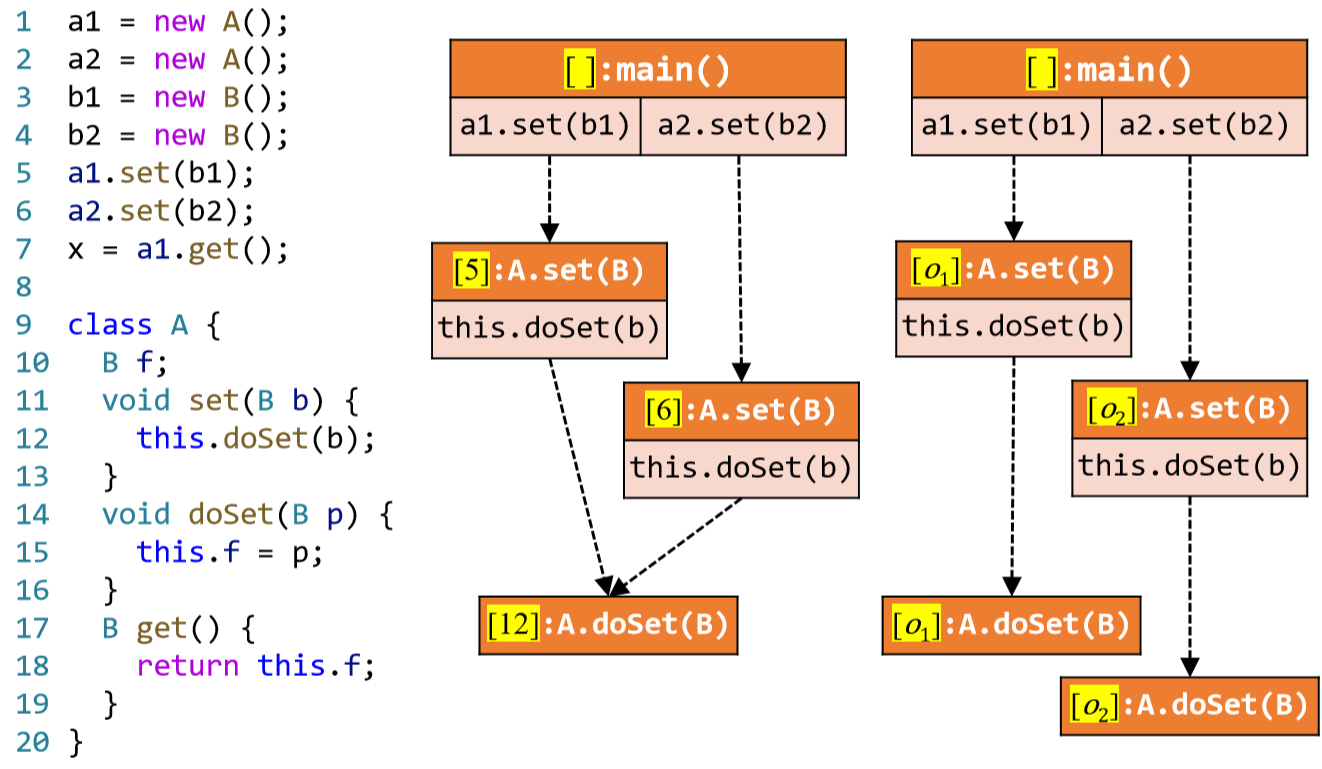 1 a1 = new A();
2 a2 = new A();
3 b1 = new B();
4 b2 = new B();
5 a1.set(b1);
6 a2.set(b2);
7 x = a1.get();
8
9 class A {
10 B f;
11 void set(B b) {
12 this.doSet(b);
13 }
14 void doSet(B p) {
15 this.f = p;
16 }
17 B get() {
18 return this.f;
19 }
20 }
[]:main()
a1.set(b1) a2.set(b2)
[5]:A.set(B)
this.doSet(b)
[6]:A.set(B)
this.doSet(b)
[12]:A.doSet(B)
[]:main()
a1.set(b1) a2.set(b2)
[o₁]:A.set(B)
this.doSet(b)
[o₂]:A.set(B)
this.doSet(b)
[o₁]:A.doSet(B)
[o₂]:A.doSet(B)